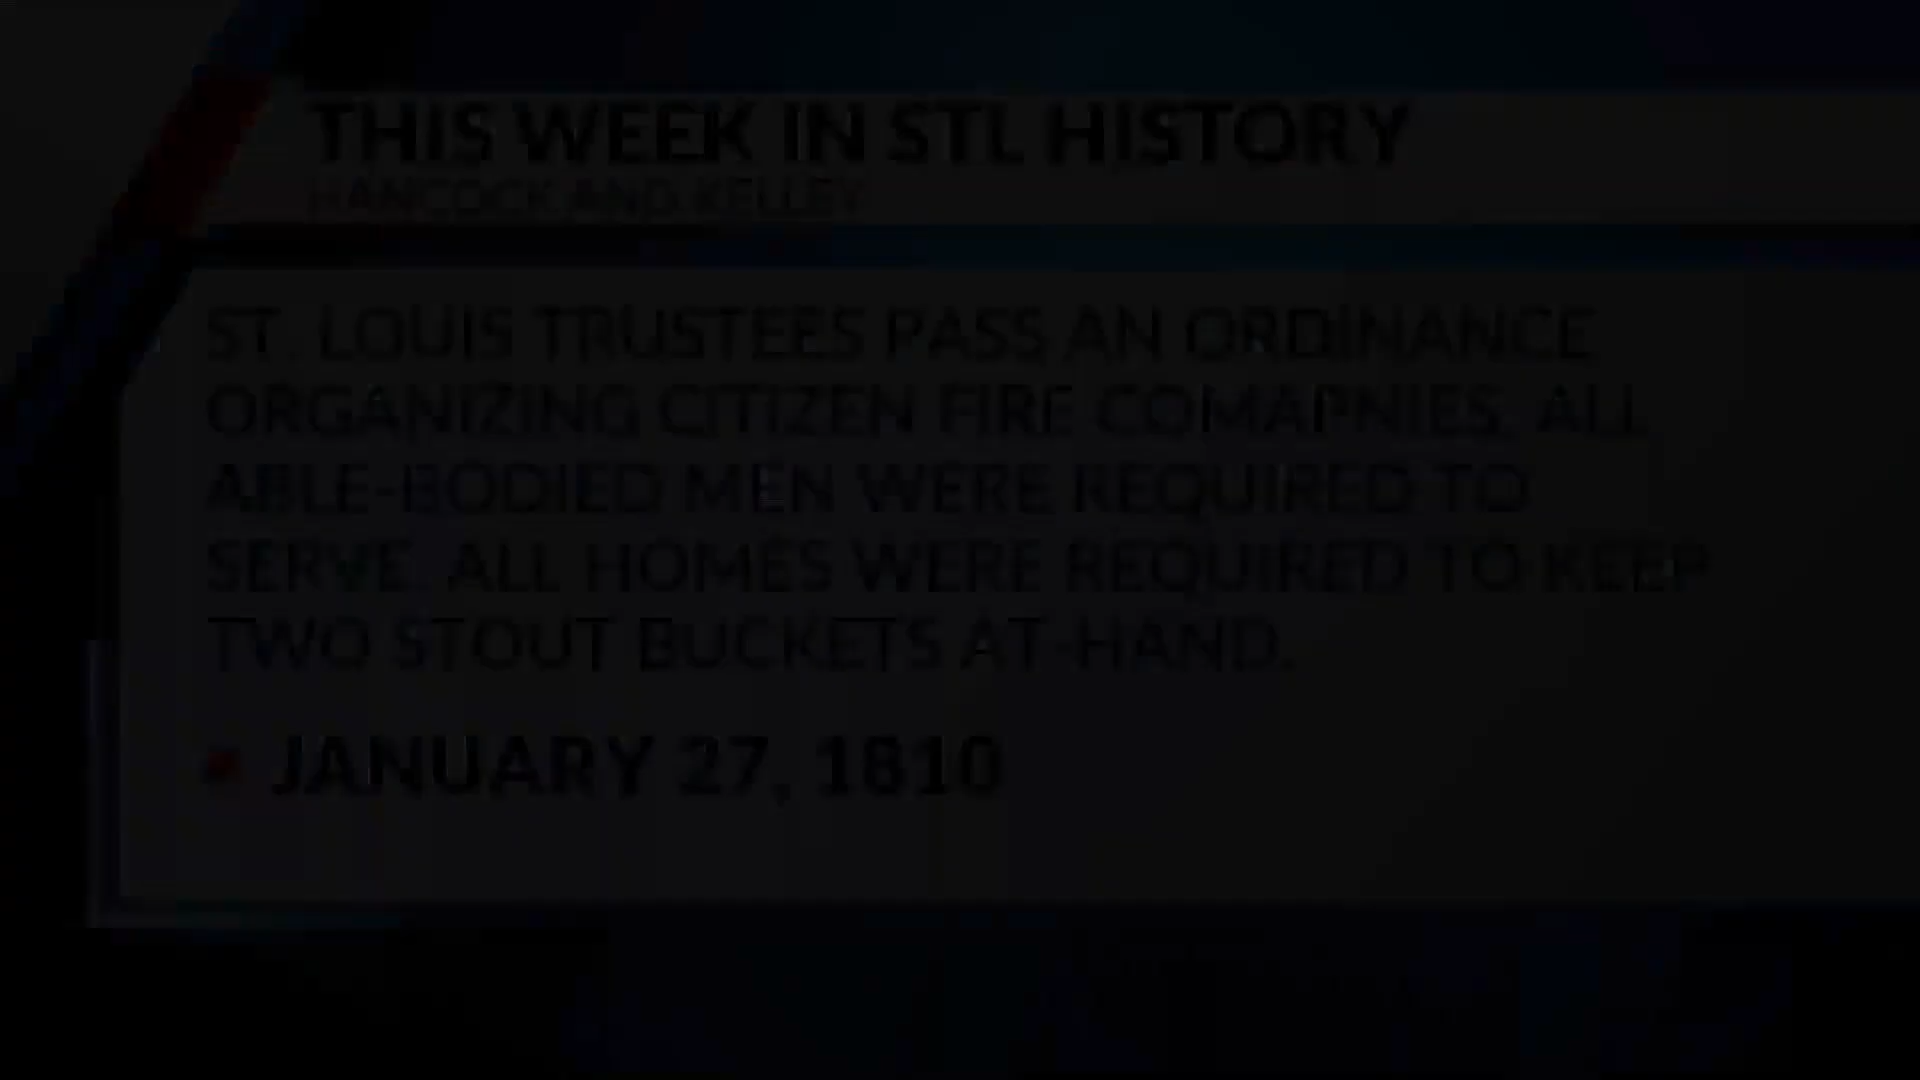 THIS WEEK IN STL HISTORY
HANCOCK AND KELLEY
ST. LOUIS TRUSTEES PASS AN ORDINANCE
ORGANIZING CITIZEN FIRE COMAPNIES. ALL
ABLE-BODIED MEN WERE REQUIRED TO
SERVE. ALL HOMES WERE REQUIRED TO KEEP
TWO STOUT BUCKETS AT-HAND.
JANUARY 27, 1810